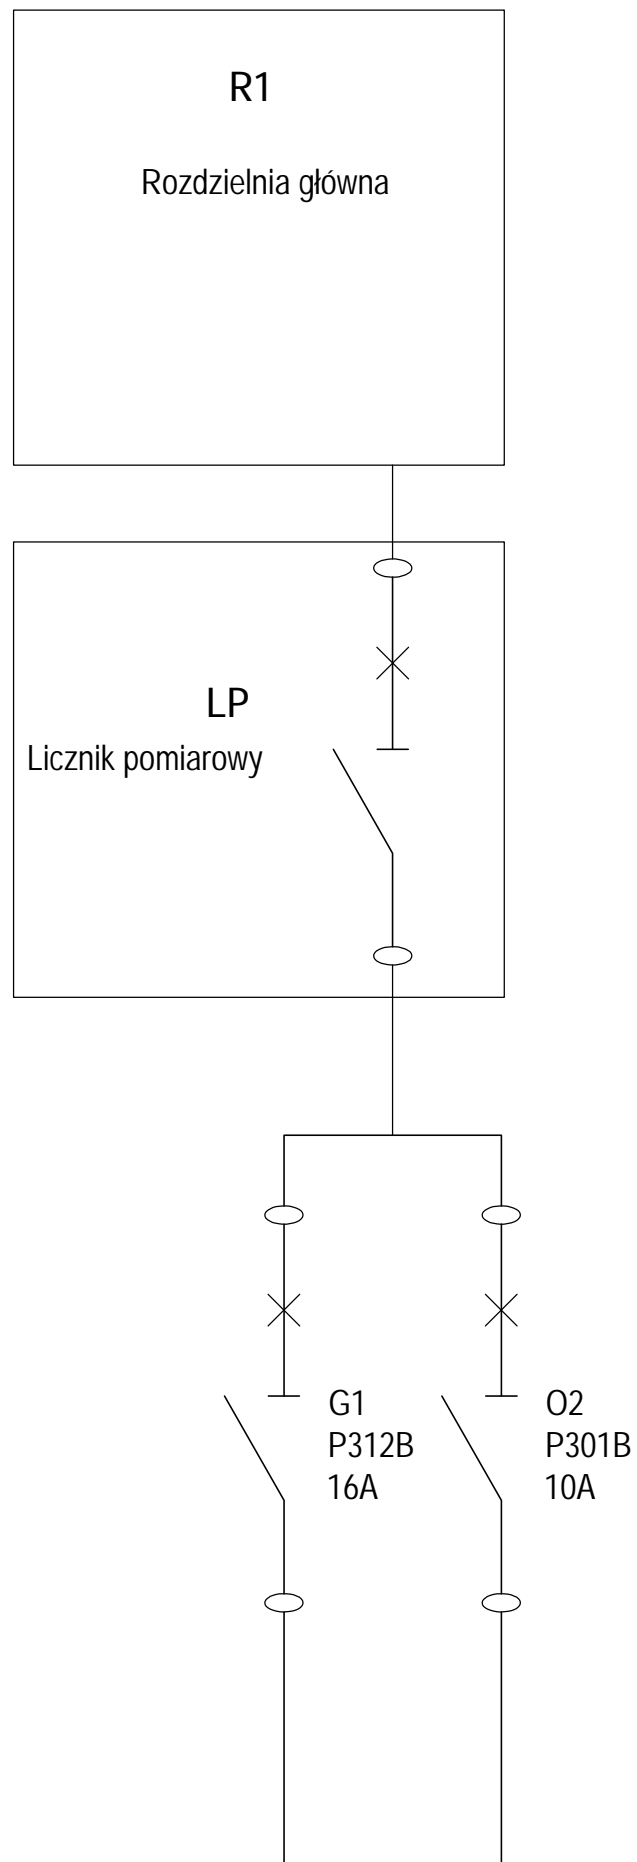 R1
Rozdzielnia główna
LP
Licznik pomiarowy
G1
P312B
16A
O2
P301B
10A